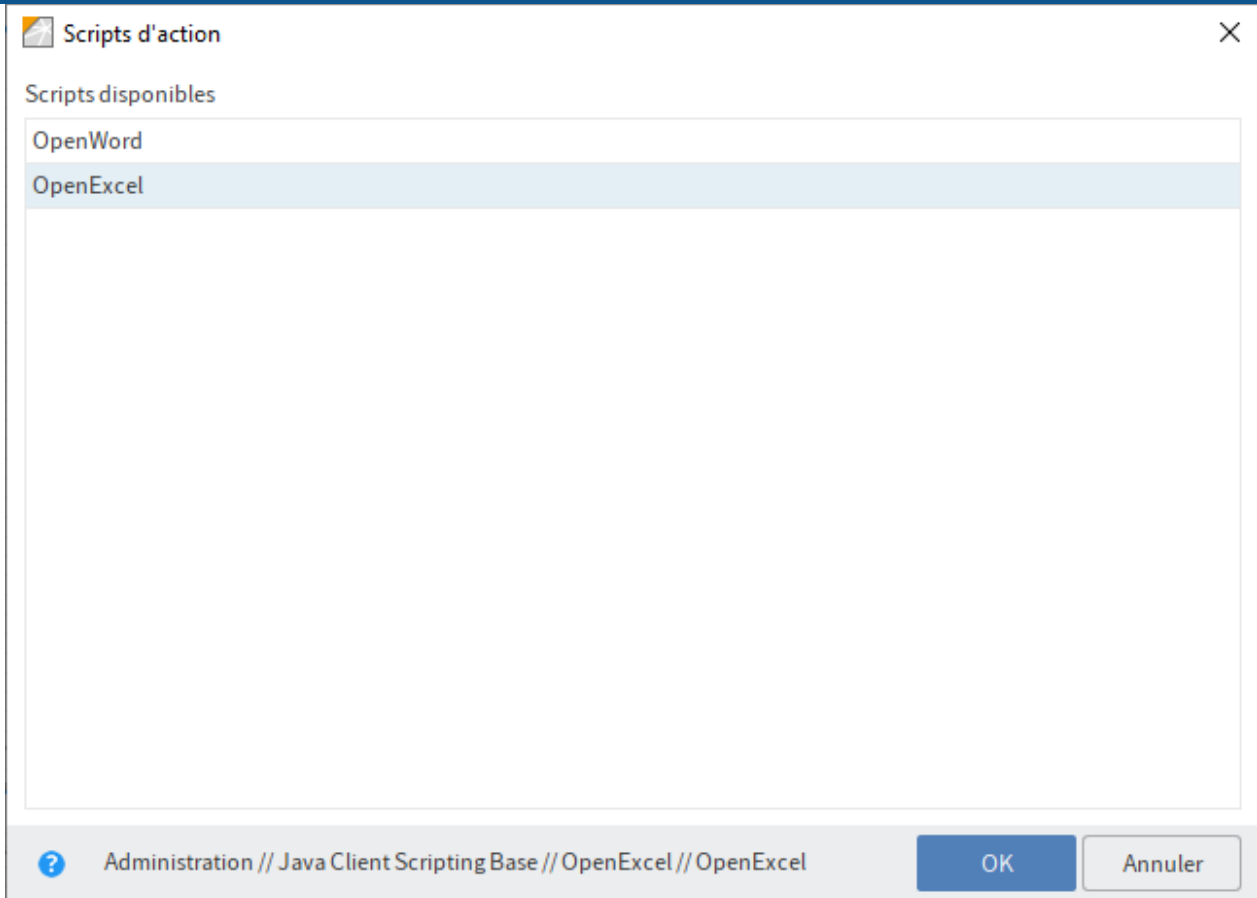 Scripts d'action
Scripts disponibles
OpenWord
OpenExcel
Administration // Java Client Scripting Base // OpenExcel // OpenExcel
OK
Annuler